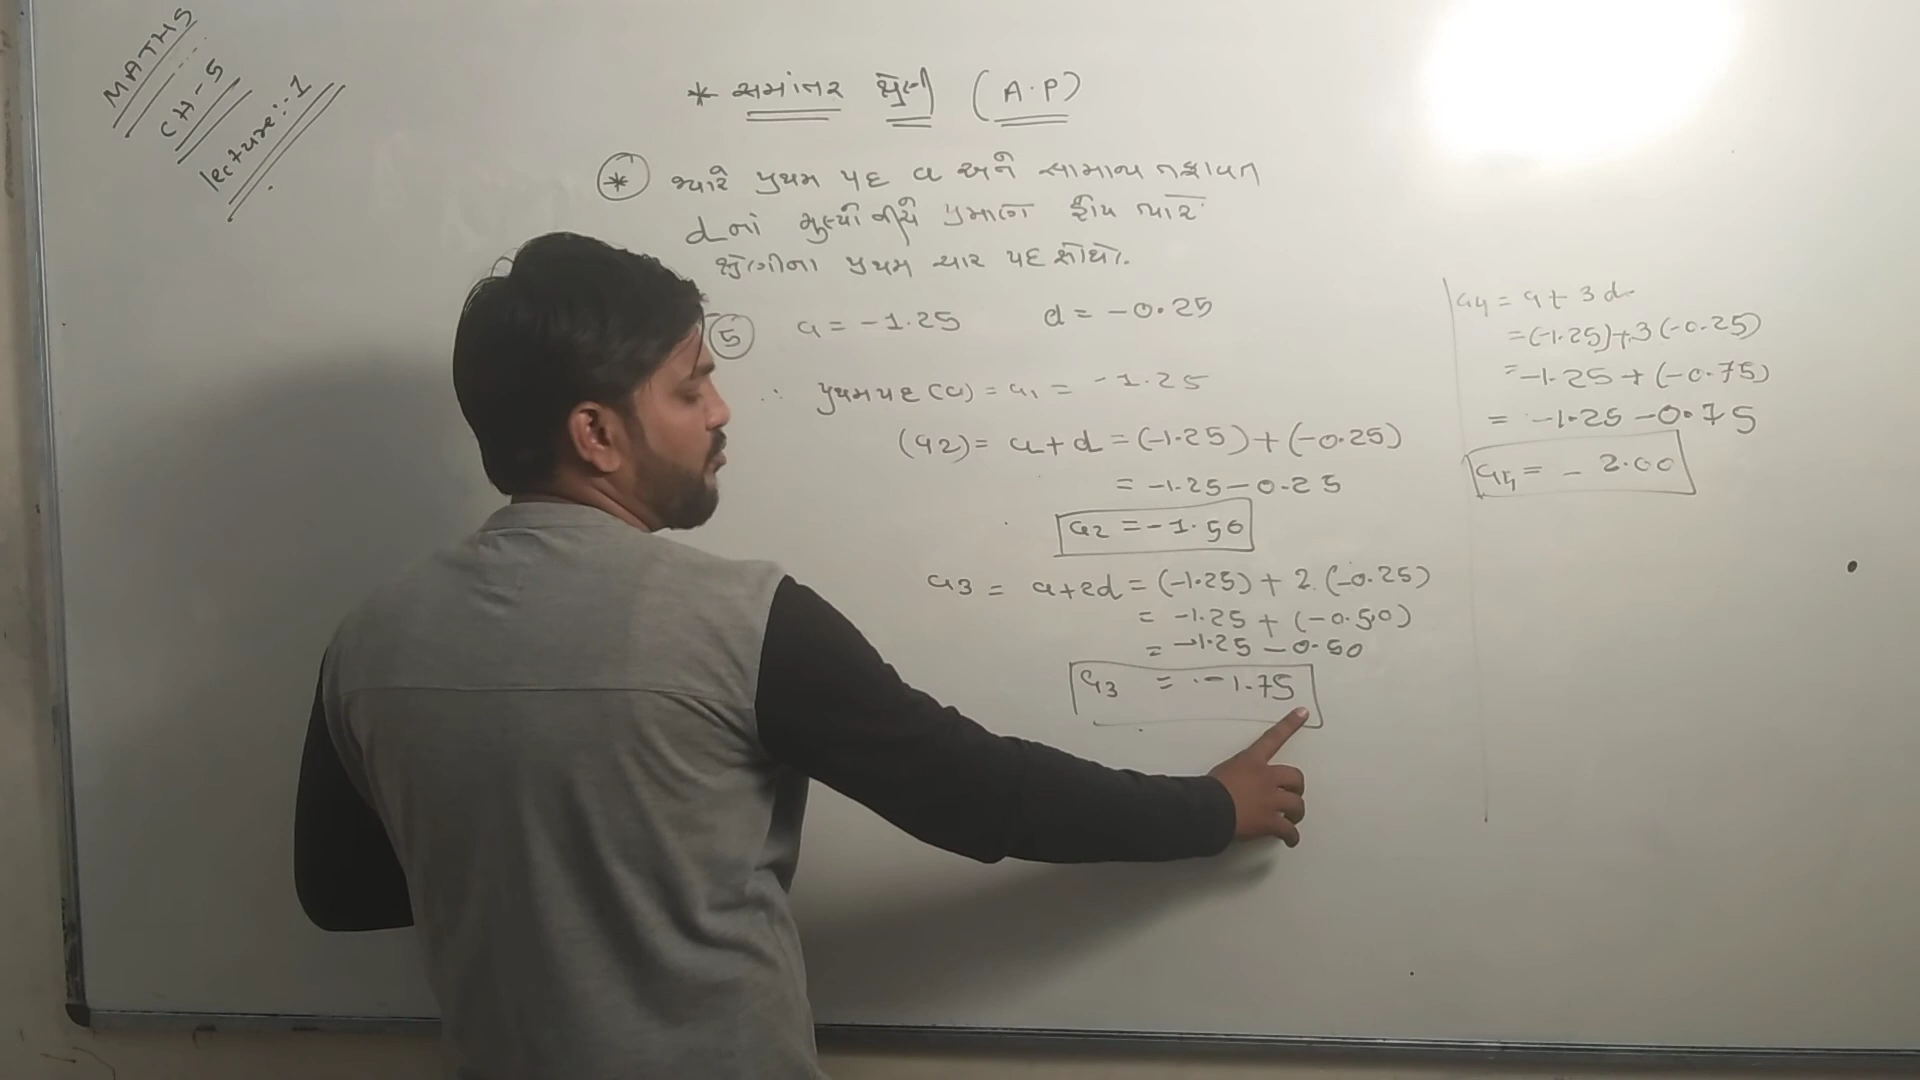 MATHS
CH-5
lecture:-1
* સમાંતર શ્રેણી (A.P)
* જ્યારે પ્રથમ પદ a અને સામાન્ય તફાવત
dનાં મુલ્યો નીચે પ્રમાણે હોય ત્યારે
શ્રેણીના પ્રથમ ચાર પદ શોધો.
5 a = -1.25 d = -0.25
∴ પ્રથમ પદ (a) = a1 = -1.25
(a2) = a+d = (-1.25)+(-0.25)
= -1.25-0.25
a2 = -1.50
a3 = a+2d = (-1.25)+2.(-0.25)
= -1.25 + (-0.50)
= -1.25 - 0.50
a3 = -1.75
a4 = a+3d
=(-1.25)+3(-0.25)
=-1.25+(-0.75)
= -1.25-0.75
a4 = -2.00